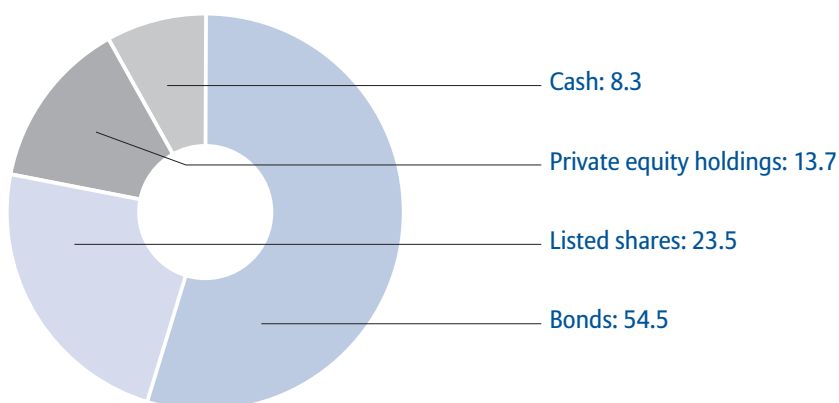 Cash: 8.3
Private equity holdings: 13.7
Listed shares: 23.5
Bonds: 54.5